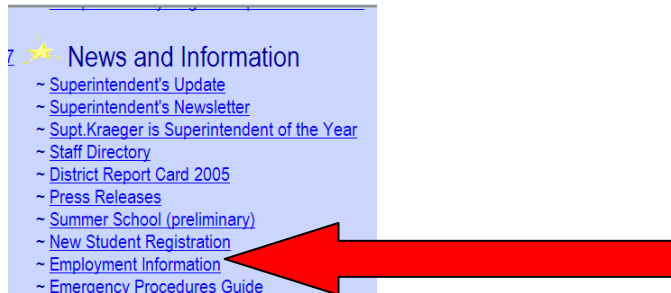 7 News and Information
~ Superintendent's Update
~ Superintendent's Newsletter
~ Supt.Kraeger is Superintendent of the Year
~ Staff Directory
~ District Report Card 2005
~ Press Releases
~ Summer School (preliminary)
~ New Student Registration
~ Employment Information
~ Emergency Procedures Guide